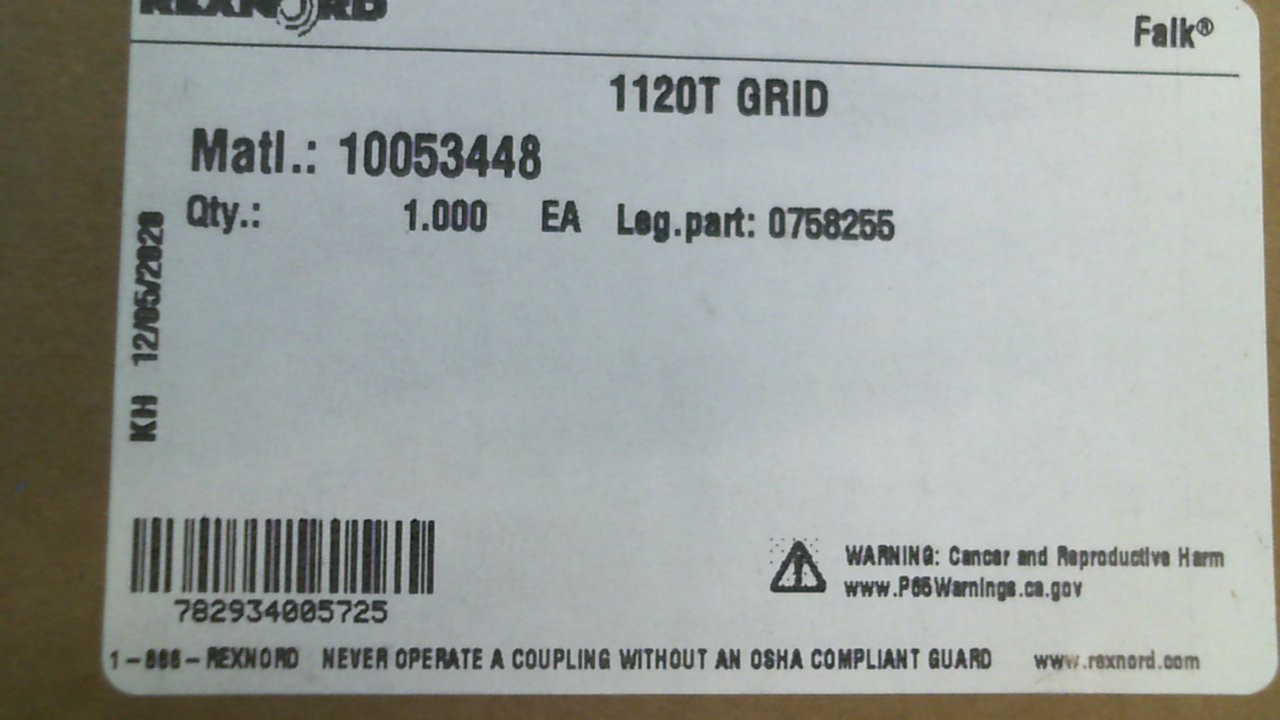 REXNORD
Falk®
1120T GRID
Matl.: 10053448
Qty.: 1.000 EA Leg.part: 0758255
KH 12/05/2020
782934005725
WARNING: Cancer and Reproductive Harm
www.P65Warnings.ca.gov
1-866-REXNORD NEVER OPERATE A COUPLING WITHOUT AN OSHA COMPLIANT GUARD www.rexnord.com